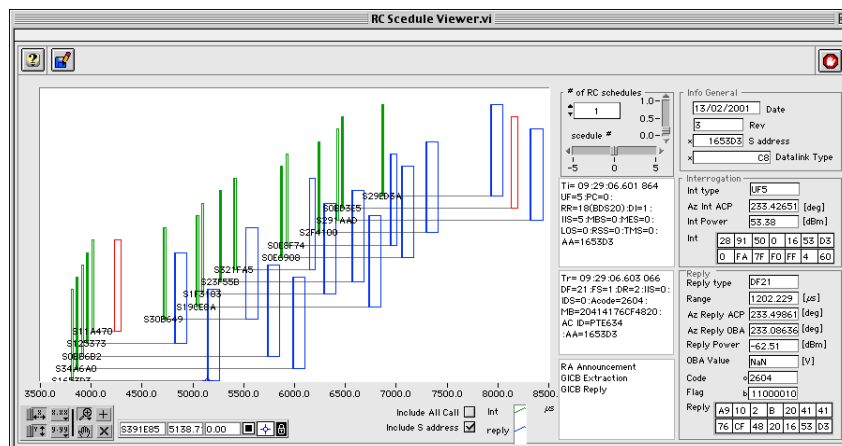 RC Scedule Viewer.vi
# of RC schedules
1
1.0
0.5
0.0
scedule #
-5 0 5
Info General
13/02/2001 Date
3 Rev
x 1653D3 S address
x C8 Datalink Type
Ti= 09:29:06.601 864
UF=5:PC=0:
RR=18(BDS20):DI=1:
IIS=5:MBS=0:MES=0:
LOS=0:RSS=0:TMS=0:
AA=1653D3
Interrogation
Int type UF5
Az Int ACP 233.42651 [deg]
Int Power 53.38 [dBm]
Int 28 91 50 0 16 53 D3
0 FA 7F F0 FF 4 60
Tr= 09:29:06.603 066
DF=21:FS=1:DR=2:IIS=0:
IDS=0:Acode=2604:
MB=20414176CF4820:
AC ID=PTE634
:AA=1653D3
Reply
Reply type DF21
Range 1202.229 [µs]
Az Reply ACP 233.49861 [deg]
Az Reply OBA 233.08636 [deg]
Reply Power -62.51 [dBm]
OBA Value NaN [V]
Code o 2604
Flag b 11000010
Reply A9 10 2 B 20 41 41
76 CF 48 20 16 53 D3
RA Announcement
GICB Extraction
GICB Reply
S29ED3A
S0BD3E5
S291AAD
S2F4100
S0E8F74
S0E6908
S321FA5
S23F55B
S1F3103
S19CE8A
S30B649
S11A470
S125373
S0BB6B2
S34A6A0
S1653D3
3500.0 4000.0 4500.0 5000.0 5500.0 6000.0 6500.0 7000.0 7500.0 8000.0 8500.0
µs
Include All Call
Include S address
Int
reply
x.xx
y.yy
S391E85 5138.7 0.00